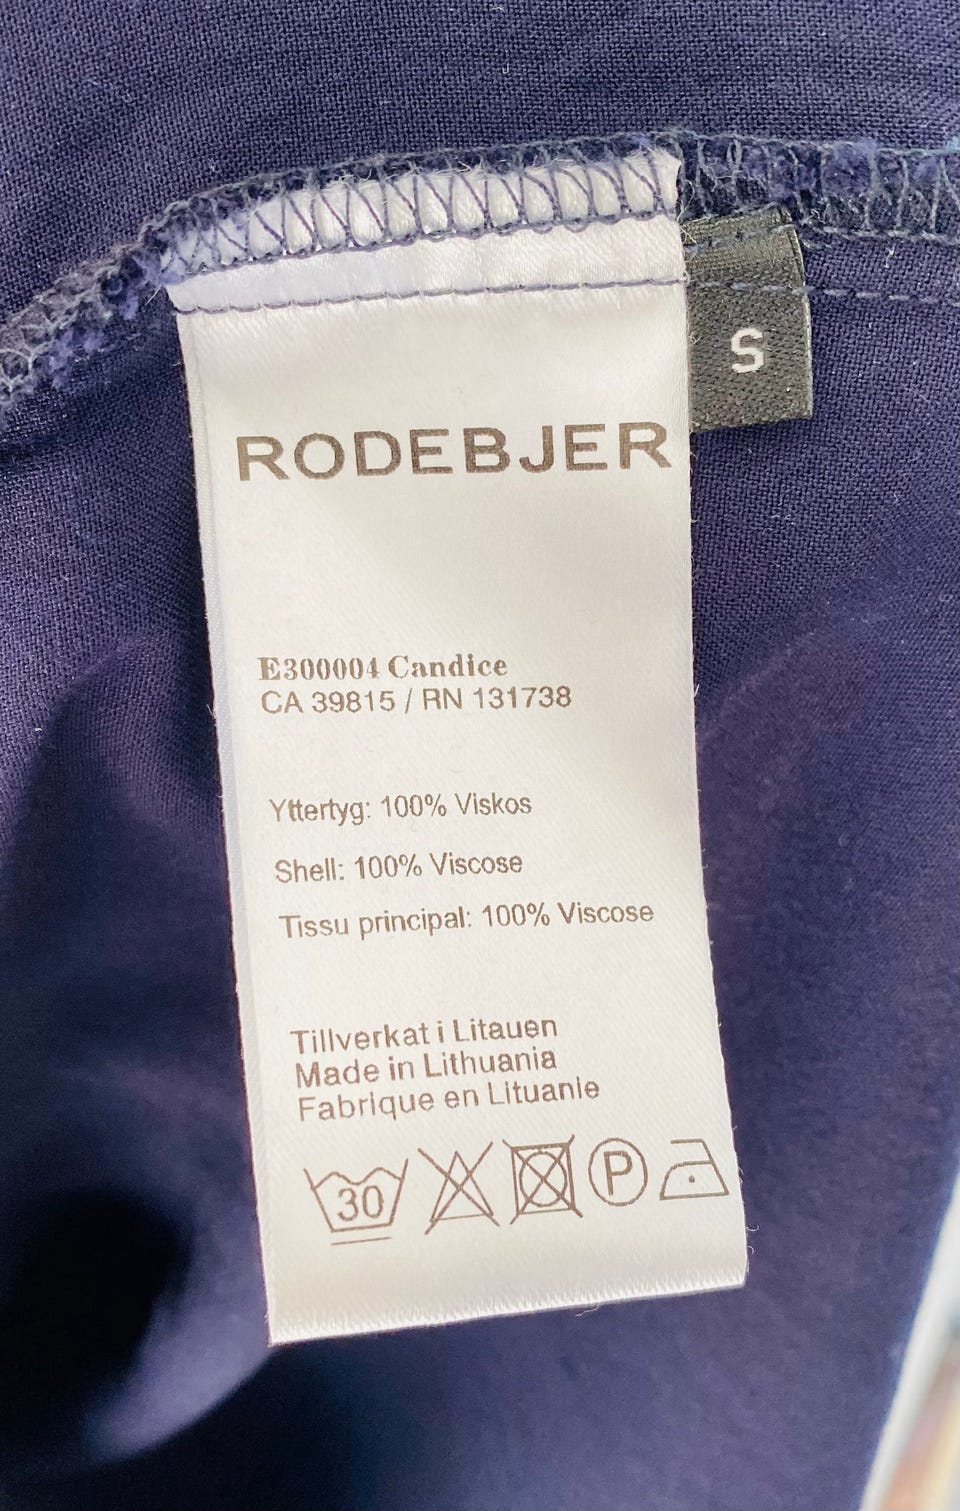 S
RODEBJER
E300004 Candice
CA 39815 / RN 131738
Yttertyg: 100% Viskos
Shell: 100% Viscose
Tissu principal: 100% Viscose
Tillverkat i Litauen
Made in Lithuania
Fabrique en Lituanie
30 P